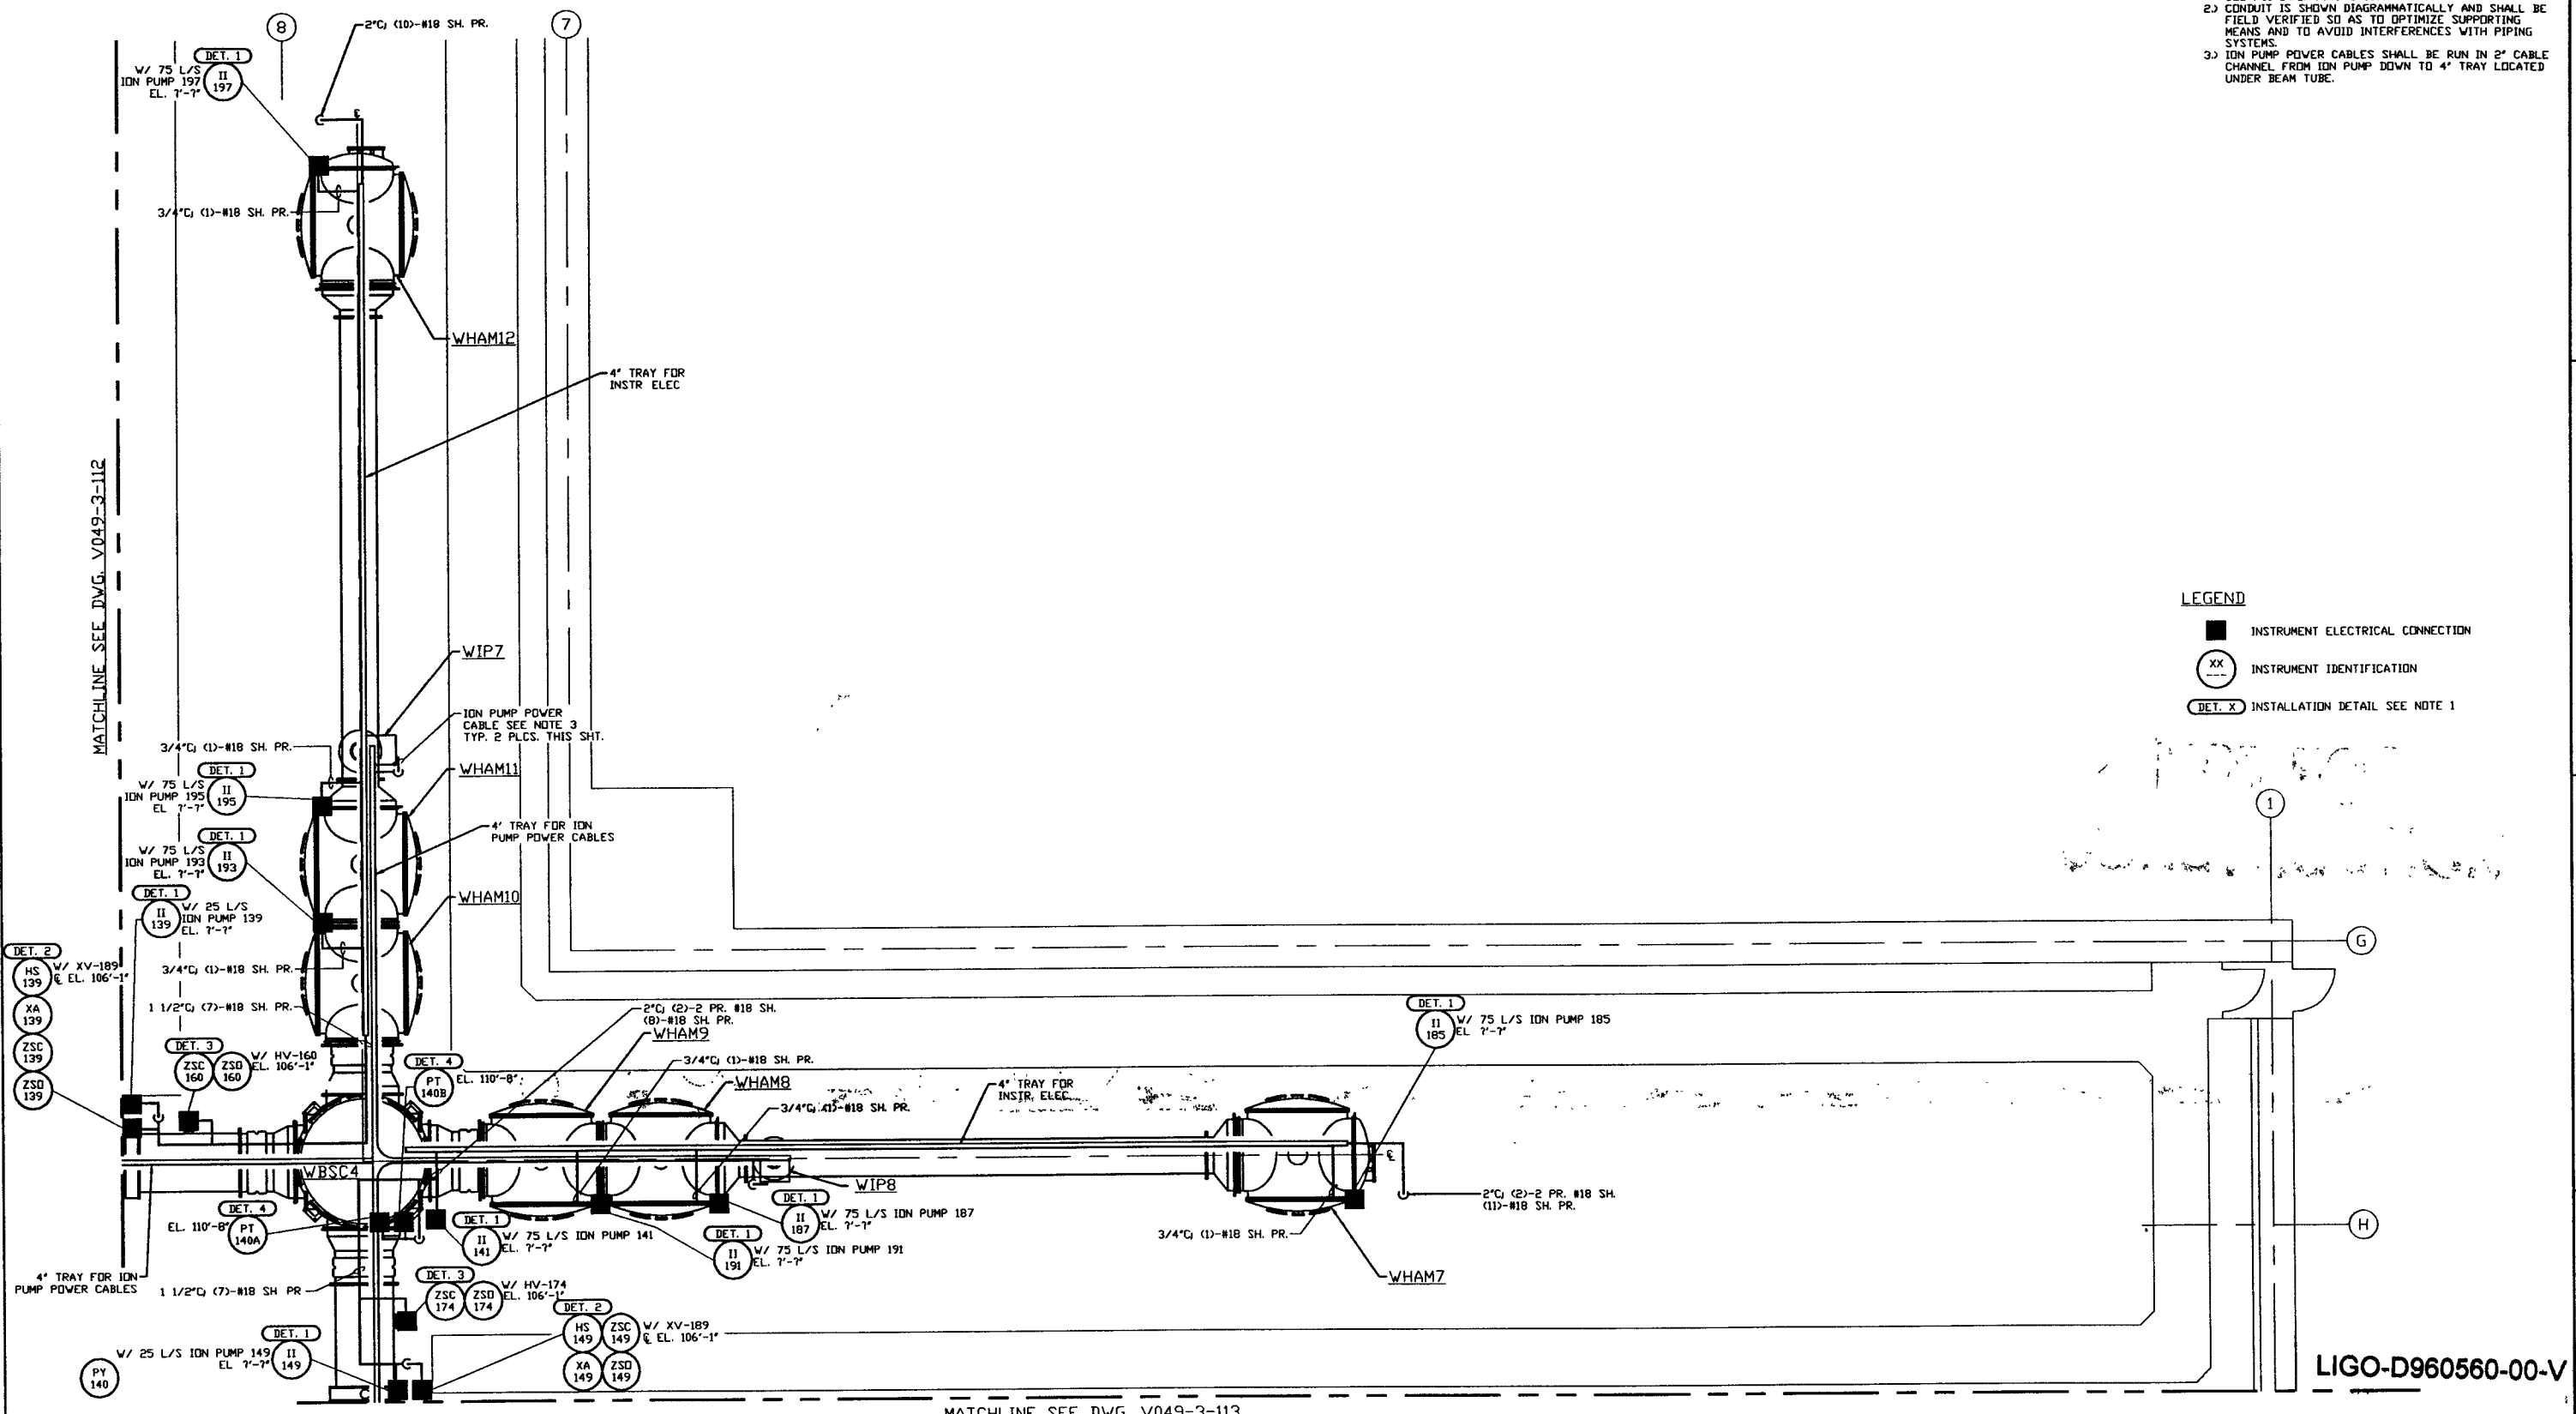 2.) CONDUIT IS SHOWN DIAGRAMMATICALLY AND SHALL BE
FIELD VERIFIED SO AS TO OPTIMIZE SUPPORTING
MEANS AND TO AVOID INTERFERENCES WITH PIPING
SYSTEMS.
3.) ION PUMP POWER CABLES SHALL BE RUN IN 2" CABLE
CHANNEL FROM ION PUMP DOWN TO 4" TRAY LOCATED
UNDER BEAM TUBE.
8
2"C; (10)-#18 SH. PR.
7
DET. 1
W/ 75 L/S
ION PUMP 197
EL. ?'-?"
II
197
3/4"C; (1)-#18 SH. PR.
WHAM12
4" TRAY FOR
INSTR ELEC
MATCHLINE SEE DWG. V049-3-112
LEGEND
INSTRUMENT ELECTRICAL CONNECTION
XX
---
INSTRUMENT IDENTIFICATION
DET. X
INSTALLATION DETAIL SEE NOTE 1
WIP7
ION PUMP POWER
CABLE SEE NOTE 3
TYP. 2 PLCS. THIS SHT.
3/4"C; (1)-#18 SH. PR.
WHAM11
DET. 1
W/ 75 L/S
ION PUMP 195
EL ?'-?"
II
195
1
4" TRAY FOR ION
PUMP POWER CABLES
DET. 1
W/ 75 L/S
ION PUMP 193
EL. ?'-?"
II
193
WHAM10
DET. 1
II
139
W/ 25 L/S
ION PUMP 139
EL. ?'-?"
G
DET. 2
HS
139
W/ XV-189
℄ EL. 106'-1"
XA
139
ZSC
139
ZSO
139
3/4"C; (1)-#18 SH. PR.
1 1/2"C; (7)-#18 SH. PR.
2"C; (2)-2 PR. #18 SH.
(8)-#18 SH. PR.
WHAM9
DET. 1
II
185
W/ 75 L/S ION PUMP 185
EL ?'-?"
DET. 3
ZSC
160
ZSO
160
W/ HV-160
EL. 106'-1"
DET. 4
PT
140B
EL. 110'-8"
3/4"C; (1)-#18 SH. PR.
WHAM8
3/4"C; (1)-#18 SH. PR.
4" TRAY FOR
INSTR. ELEC.
℄
WBSC4
WIP8
DET. 1
II
187
W/ 75 L/S ION PUMP 187
EL. ?'-?"
2"C; (2)-2 PR. #18 SH.
(11)-#18 SH. PR.
DET. 4
EL. 110'-8"
PT
140A
DET. 1
II
141
W/ 75 L/S ION PUMP 141
EL. ?'-?"
DET. 1
II
191
W/ 75 L/S ION PUMP 191
EL. ?'-?"
3/4"C; (1)-#18 SH. PR.
H
WHAM7
4" TRAY FOR ION
PUMP POWER CABLES
1 1/2"C; (7)-#18 SH PR
DET. 3
ZSC
174
ZSO
174
W/ HV-174
EL. 106'-1"
DET. 2
HS
149
ZSC
149
W/ XV-189
℄ EL. 106'-1"
XA
149
ZSO
149
DET. 1
W/ 25 L/S ION PUMP 149
EL ?'-?"
II
149
PY
140
LIGO-D960560-00-V
MATCHLINE SEE DWG. V049-3-113